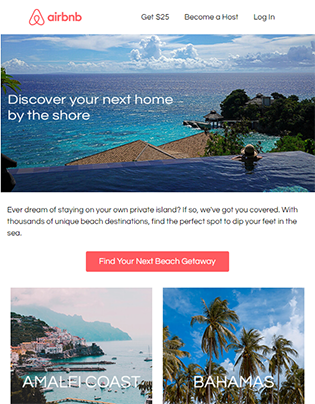 airbnb Get $25 Become a Host Log In
Discover your next home
by the shore
Ever dream of staying on your own private island? If so, we've got you covered. With
thousands of unique beach destinations, find the perfect spot to dip your feet in the
sea.
Find Your Next Beach Getaway
AMALFI COAST BAHAMAS